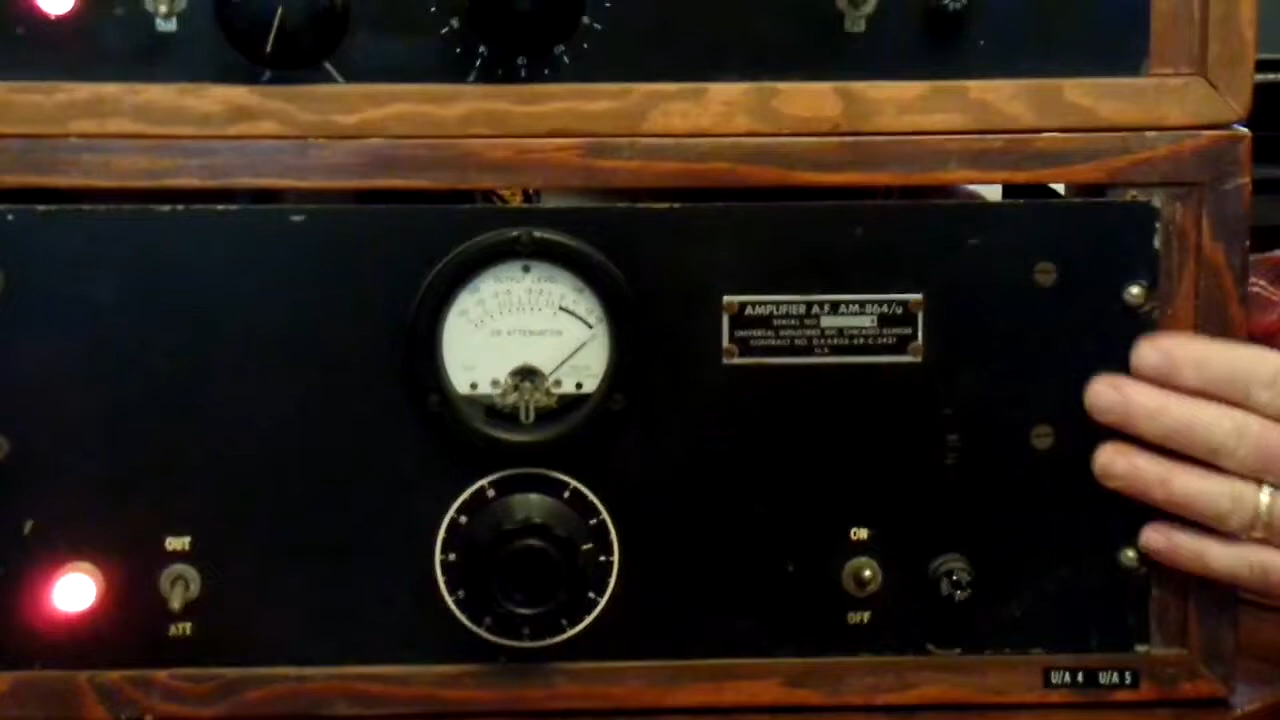 OUTPUT LEVEL
DB ATTENUATION
AMPLIFIER A.F. AM-864/u
SERIAL NO. 4
UNIVERSAL INDUSTRIES INC. CHICAGO ILLINOIS
CONTRACT NO.
U.S.
OUT
ATT
ON
OFF
U/A 4 U/A 5